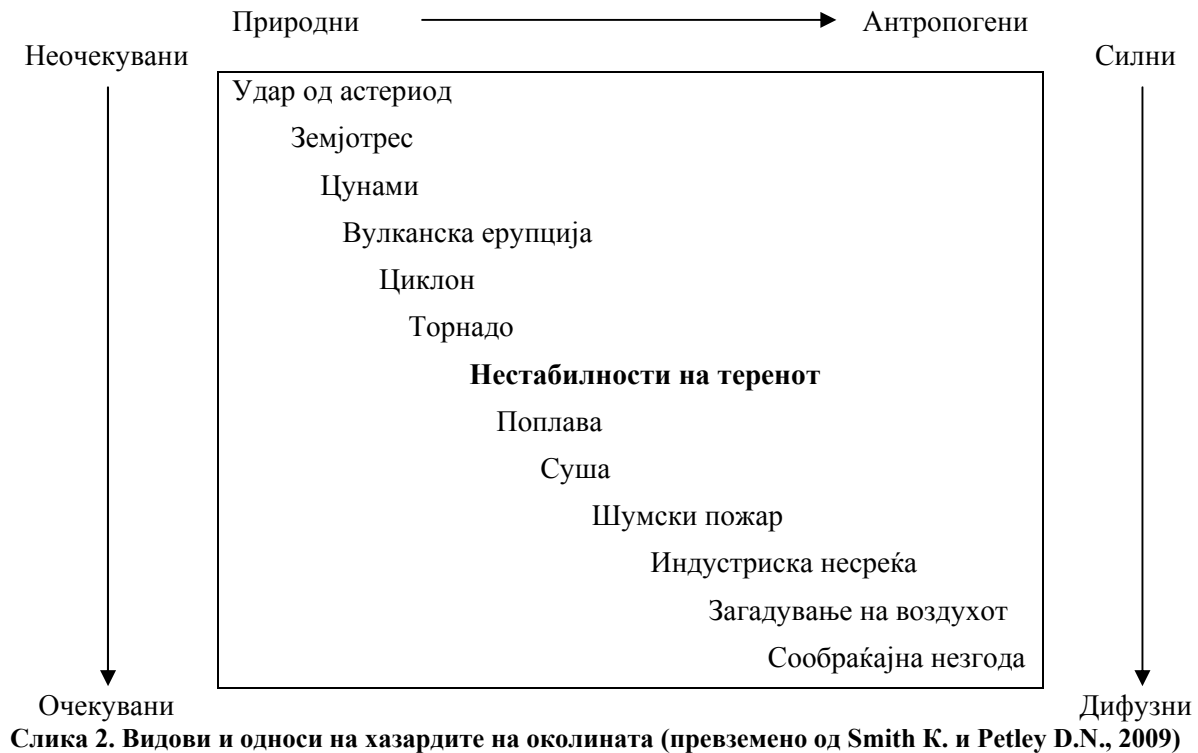 Природни Антропогени
Неочекувани Силни
Удар од астериод
Земјотрес
Цунами
Вулканска ерупција
Циклон
Торнадо
Нестабилности на теренот
Поплава
Суша
Шумски пожар
Индустриска несреќа
Загадување на воздухот
Сообраќајна незгода
Очекувани Дифузни
Слика 2. Видови и односи на хазардите на околината (превземено од Smith K. и Petley D.N., 2009)